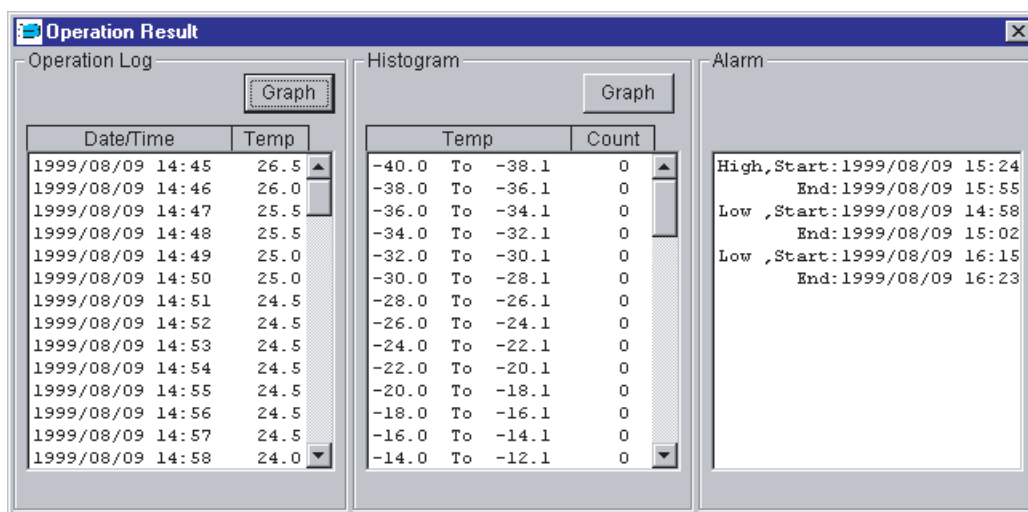 Operation Result
Operation Log
Graph
Date/Time Temp
1999/08/09 14:45 26.5
1999/08/09 14:46 26.0
1999/08/09 14:47 25.5
1999/08/09 14:48 25.5
1999/08/09 14:49 25.0
1999/08/09 14:50 25.0
1999/08/09 14:51 24.5
1999/08/09 14:52 24.5
1999/08/09 14:53 24.5
1999/08/09 14:54 24.5
1999/08/09 14:55 24.5
1999/08/09 14:56 24.5
1999/08/09 14:57 24.5
1999/08/09 14:58 24.0
Histogram
Graph
Temp Count
-40.0 To -38.1 0
-38.0 To -36.1 0
-36.0 To -34.1 0
-34.0 To -32.1 0
-32.0 To -30.1 0
-30.0 To -28.1 0
-28.0 To -26.1 0
-26.0 To -24.1 0
-24.0 To -22.1 0
-22.0 To -20.1 0
-20.0 To -18.1 0
-18.0 To -16.1 0
-16.0 To -14.1 0
-14.0 To -12.1 0
Alarm
High,Start:1999/08/09 15:24
End:1999/08/09 15:55
Low ,Start:1999/08/09 14:58
End:1999/08/09 15:02
Low ,Start:1999/08/09 16:15
End:1999/08/09 16:23